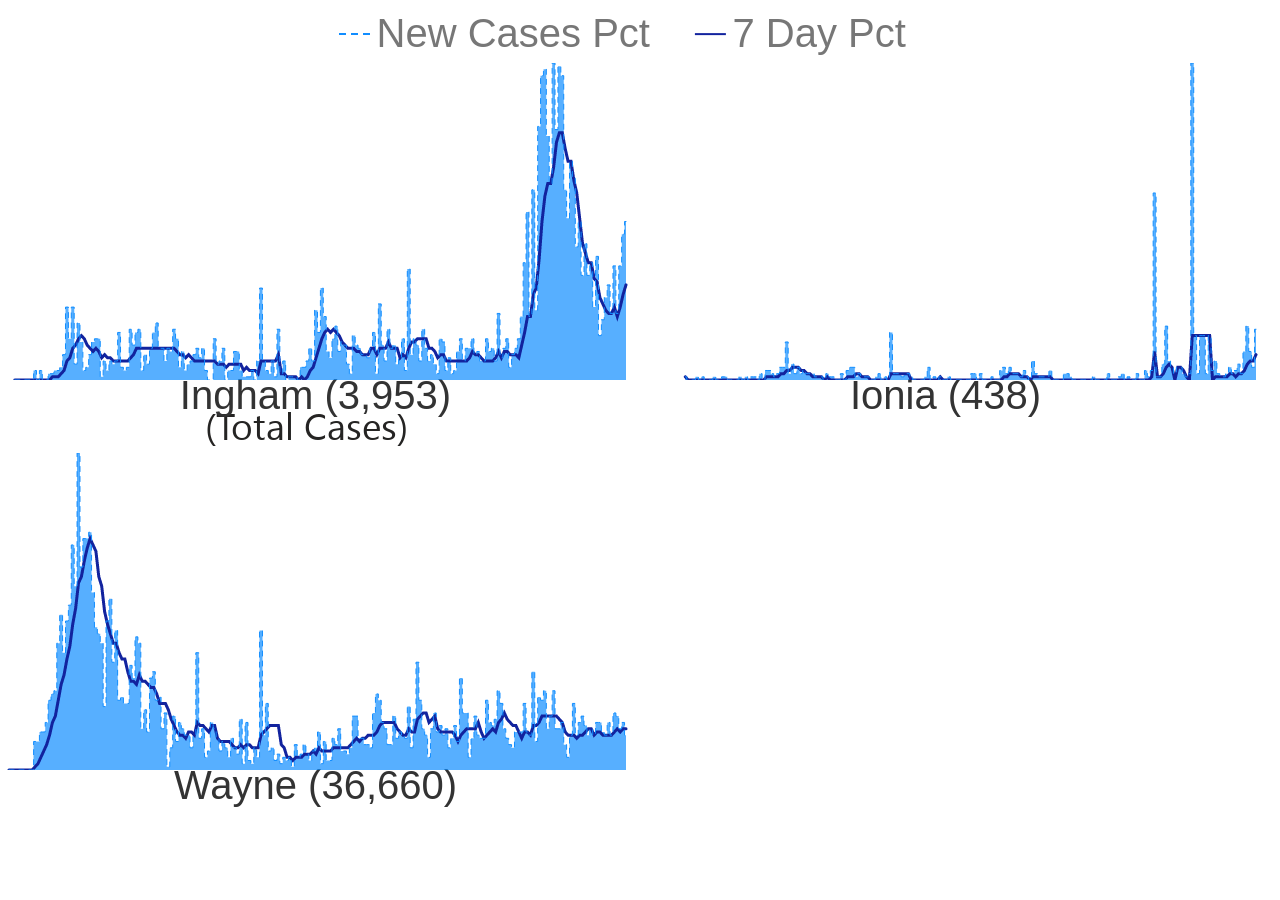 New Cases Pct 7 Day Pct
Ingham (3,953) Ionia (438)
(Total Cases)
Wayne (36,660)